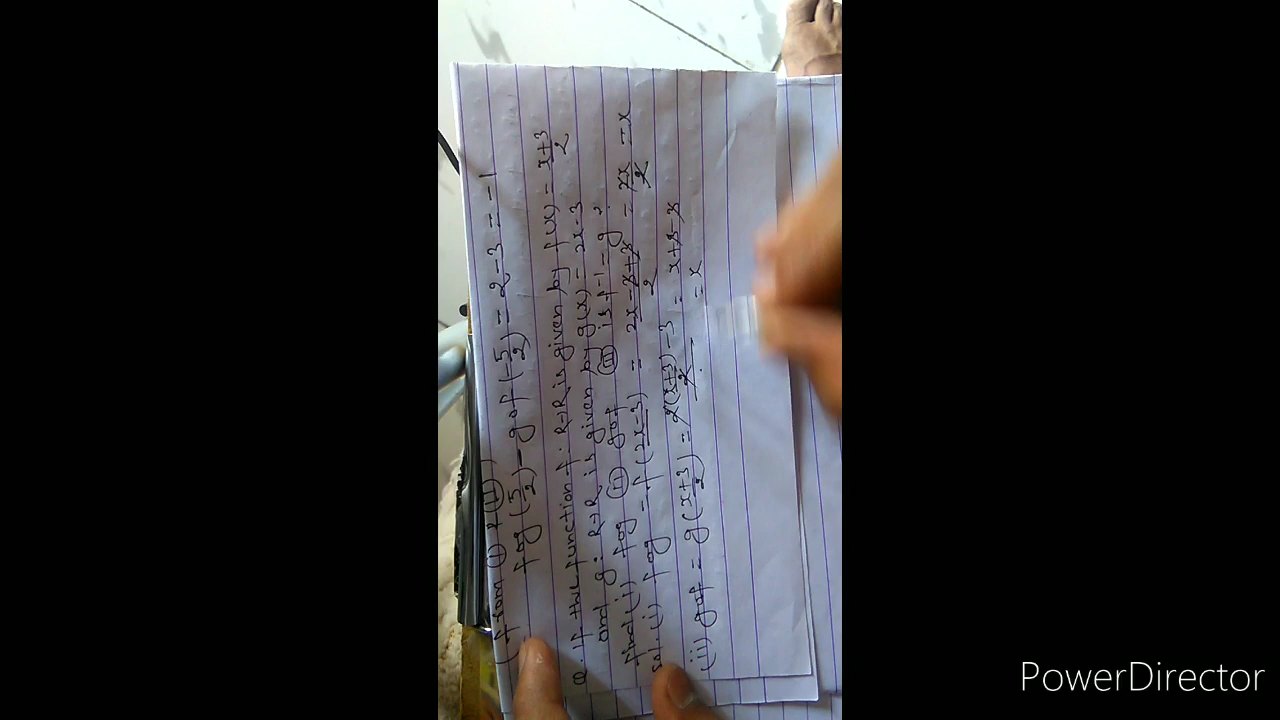 (From (i) & (ii))
fog(5/2) - gof(5/2) = 2-3 = -1
Q. If the function f: R→R is given by f(x) = x+3/2
and g: R→R is given by g(x) = 2x-3
find (i) fog (ii) gof (iii) is f^-1 = g ?
Sol. (i) fog = f(2x-3) = 2x-3+3/2 = 2x/2 = x
(ii) gof = g(x+3/2) = 2(x+3/2)-3 = x+3-3
= x
PowerDirector